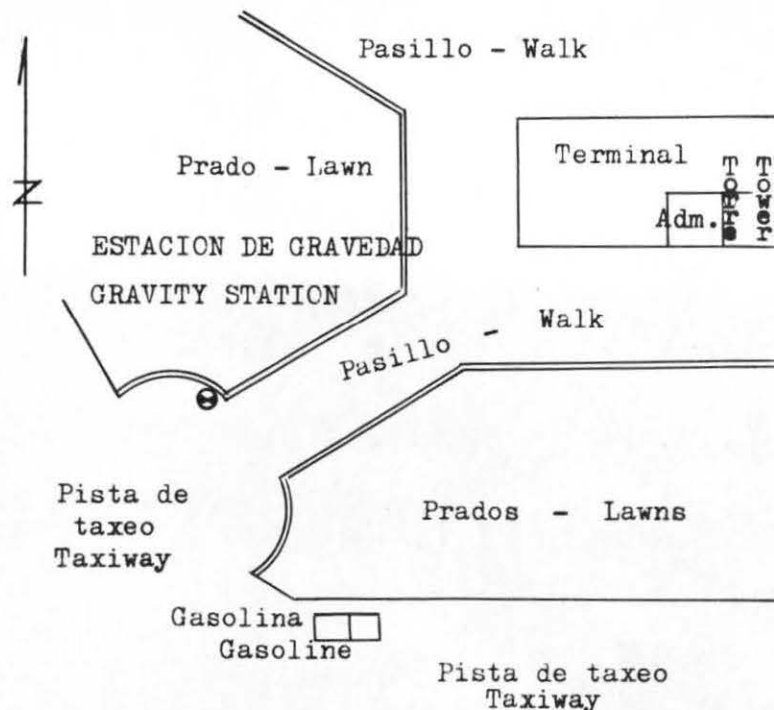 Pasillo - Walk
Terminal
Torre
Tower
Adm.
Prado - Lawn
N
ESTACION DE GRAVEDAD
GRAVITY STATION
Pasillo - Walk
Pista de
taxeo
Taxiway
Prados - Lawns
Gasolina
Gasoline
Pista de taxeo
Taxiway